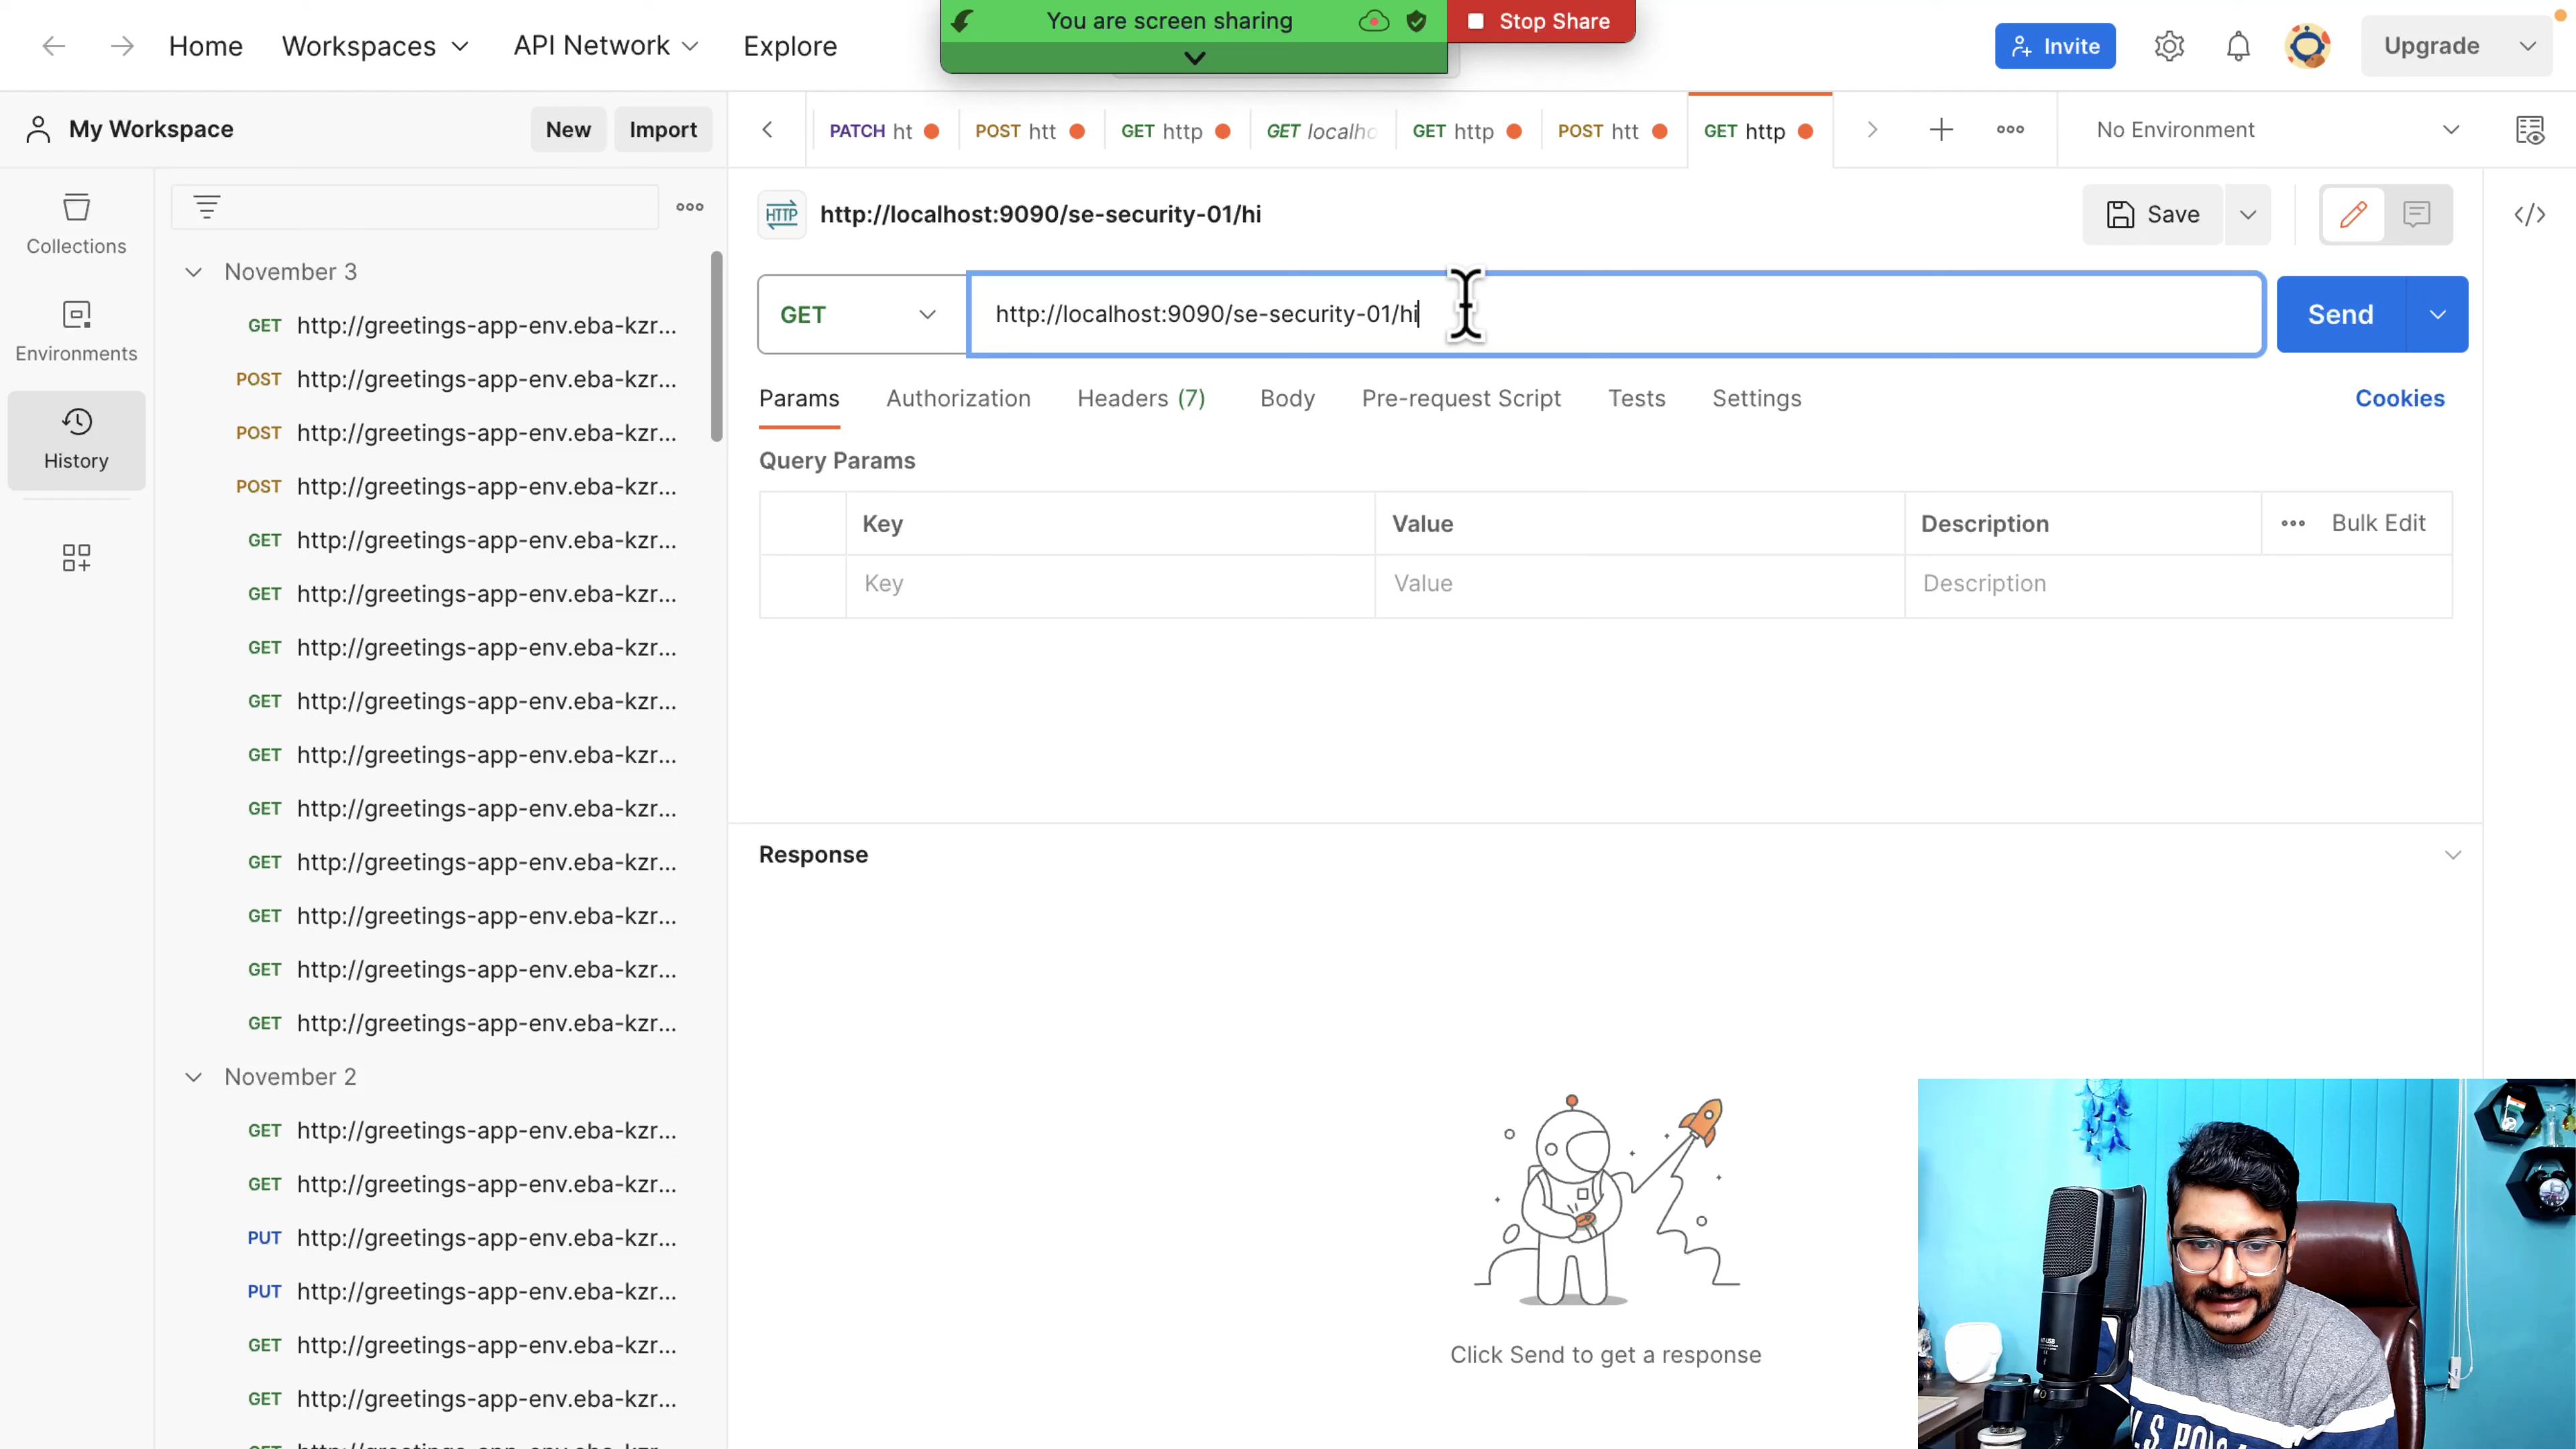 Home Workspaces API Network Explore
You are screen sharing Stop Share
Invite Upgrade
My Workspace New Import
PATCH ht POST htt GET http GET localho GET http POST htt GET http No Environment
Collections
Environments
History
November 3
GET http://greetings-app-env.eba-kzr...
POST http://greetings-app-env.eba-kzr...
POST http://greetings-app-env.eba-kzr...
POST http://greetings-app-env.eba-kzr...
GET http://greetings-app-env.eba-kzr...
GET http://greetings-app-env.eba-kzr...
GET http://greetings-app-env.eba-kzr...
GET http://greetings-app-env.eba-kzr...
GET http://greetings-app-env.eba-kzr...
GET http://greetings-app-env.eba-kzr...
GET http://greetings-app-env.eba-kzr...
GET http://greetings-app-env.eba-kzr...
GET http://greetings-app-env.eba-kzr...
GET http://greetings-app-env.eba-kzr...
November 2
GET http://greetings-app-env.eba-kzr...
GET http://greetings-app-env.eba-kzr...
PUT http://greetings-app-env.eba-kzr...
PUT http://greetings-app-env.eba-kzr...
GET http://greetings-app-env.eba-kzr...
GET http://greetings-app-env.eba-kzr...
HTTP http://localhost:9090/se-security-01/hi Save
GET http://localhost:9090/se-security-01/hi Send
Params Authorization Headers (7) Body Pre-request Script Tests Settings Cookies
Query Params
Key Value Description Bulk Edit
Key Value Description
Response
Click Send to get a response